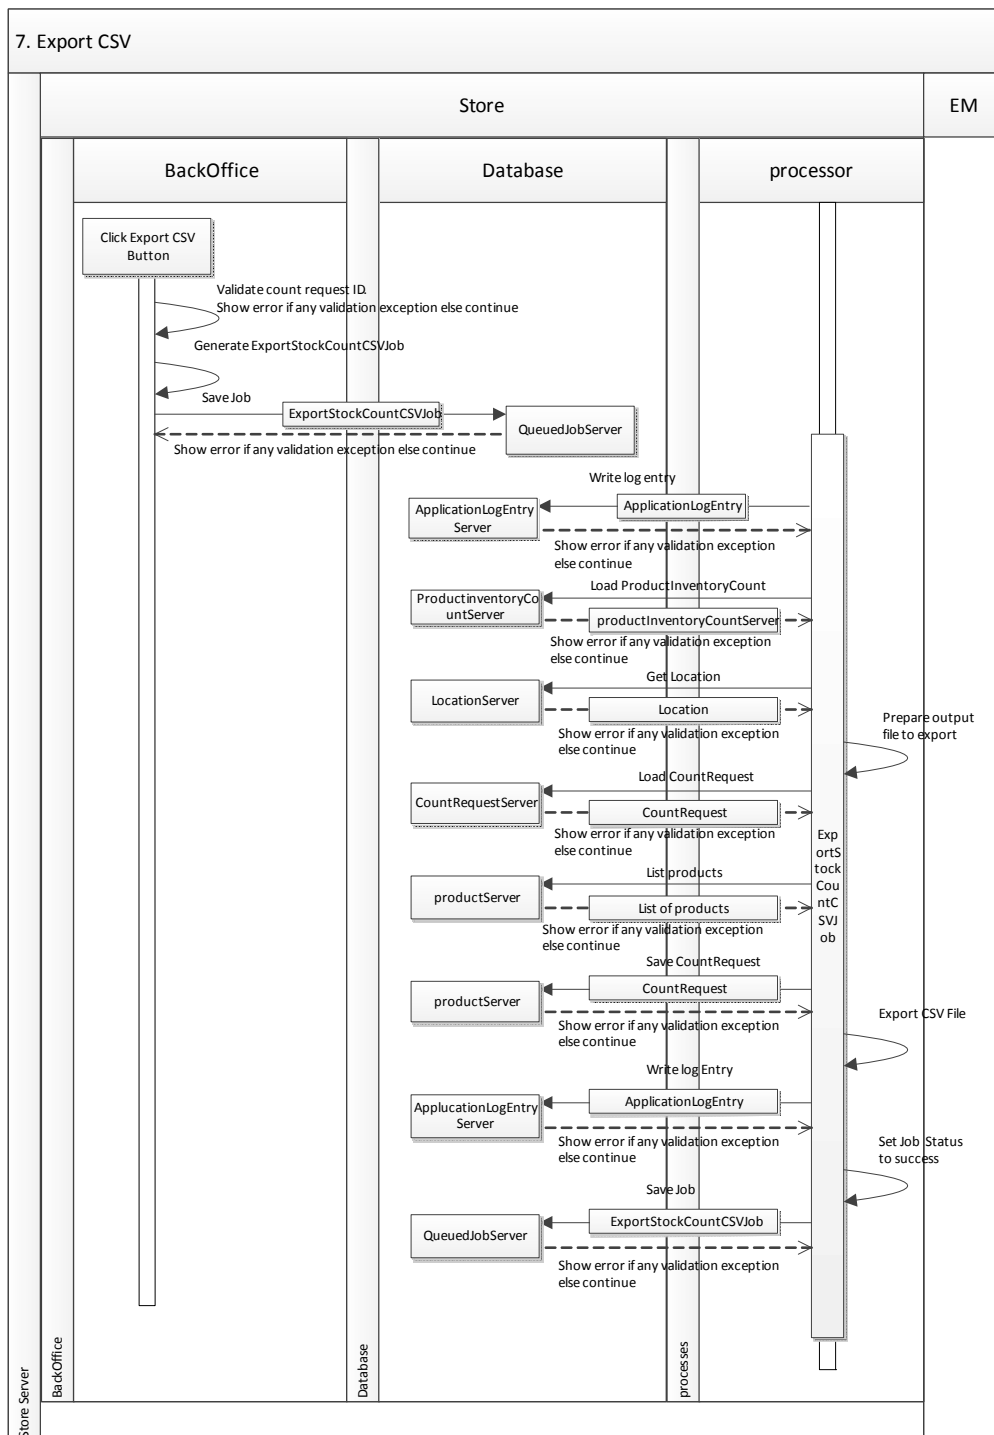 7. Export CSV
Store
EM
BackOffice
Database
processor
Click Export CSV
Button
Validate count request ID.
Show error if any validation exception else continue
Generate ExportStockCountCSVJob
Save Job
ExportStockCountCSVJob
QueuedJobServer
Show error if any validation exception else continue
Write log entry
ApplicationLogEntry
Server
ApplicationLogEntry
Show error if any validation exception
else continue
Load ProductInventoryCount
ProductinventoryCo
untServer
productInventoryCountServer
Show error if any validation exception
else continue
Get Location
LocationServer
Location
Show error if any validation exception
else continue
Prepare output
file to export
Load CountRequest
CountRequestServer
CountRequest
Show error if any validation exception
else continue
Exp
ortS
tock
Cou
ntC
SVJ
ob
List products
productServer
List of products
Show error if any validation exception
else continue
Save CountRequest
productServer
CountRequest
Show error if any validation exception
else continue
Export CSV File
Write log Entry
ApplucationLogEntry
Server
ApplicationLogEntry
Show error if any validation exception
else continue
Set Job Status
to success
Save Job
QueuedJobServer
ExportStockCountCSVJob
Show error if any validation exception
else continue
Store Server
BackOffice
Database
processes